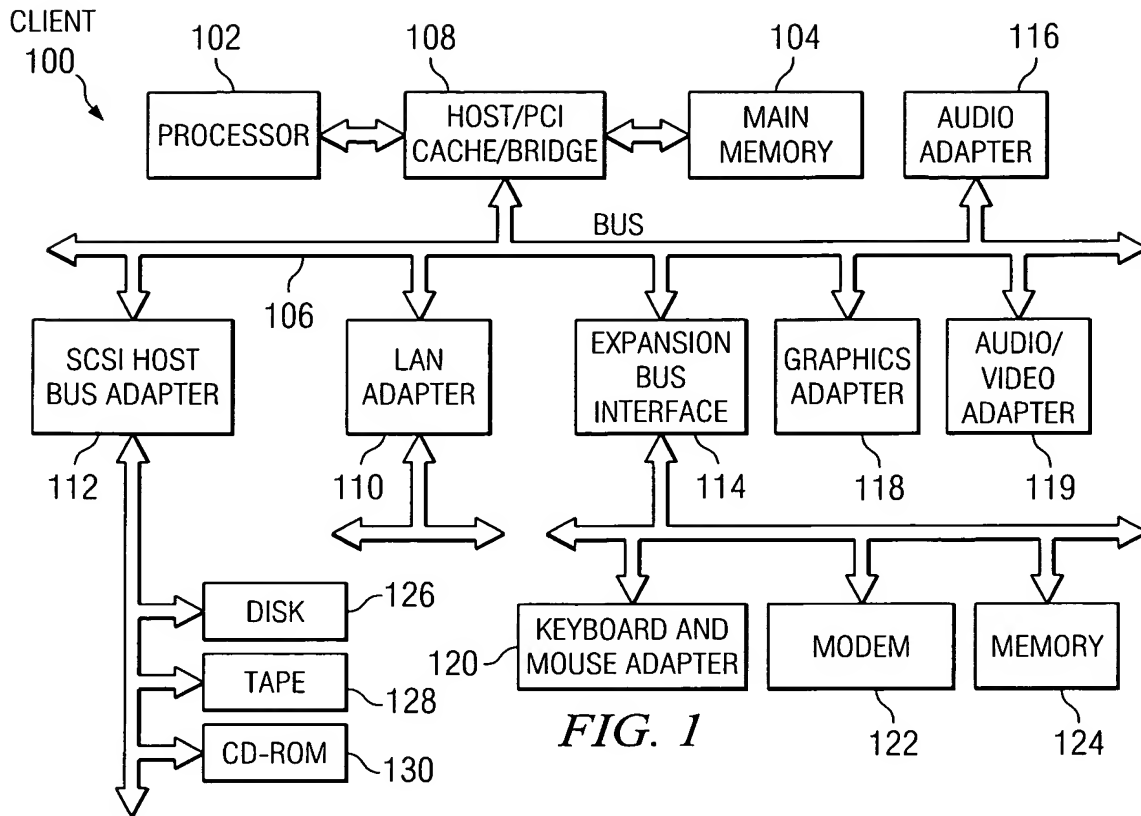 CLIENT
100
102
108
104
116
PROCESSOR
HOST/PCI
CACHE/BRIDGE
MAIN
MEMORY
AUDIO
ADAPTER
BUS
106
SCSI HOST
BUS ADAPTER
LAN
ADAPTER
EXPANSION
BUS
INTERFACE
GRAPHICS
ADAPTER
AUDIO/
VIDEO
ADAPTER
112
110
114
118
119
DISK
126
TAPE
128
CD-ROM
130
120
KEYBOARD AND
MOUSE ADAPTER
MODEM
MEMORY
122
124
FIG. 1